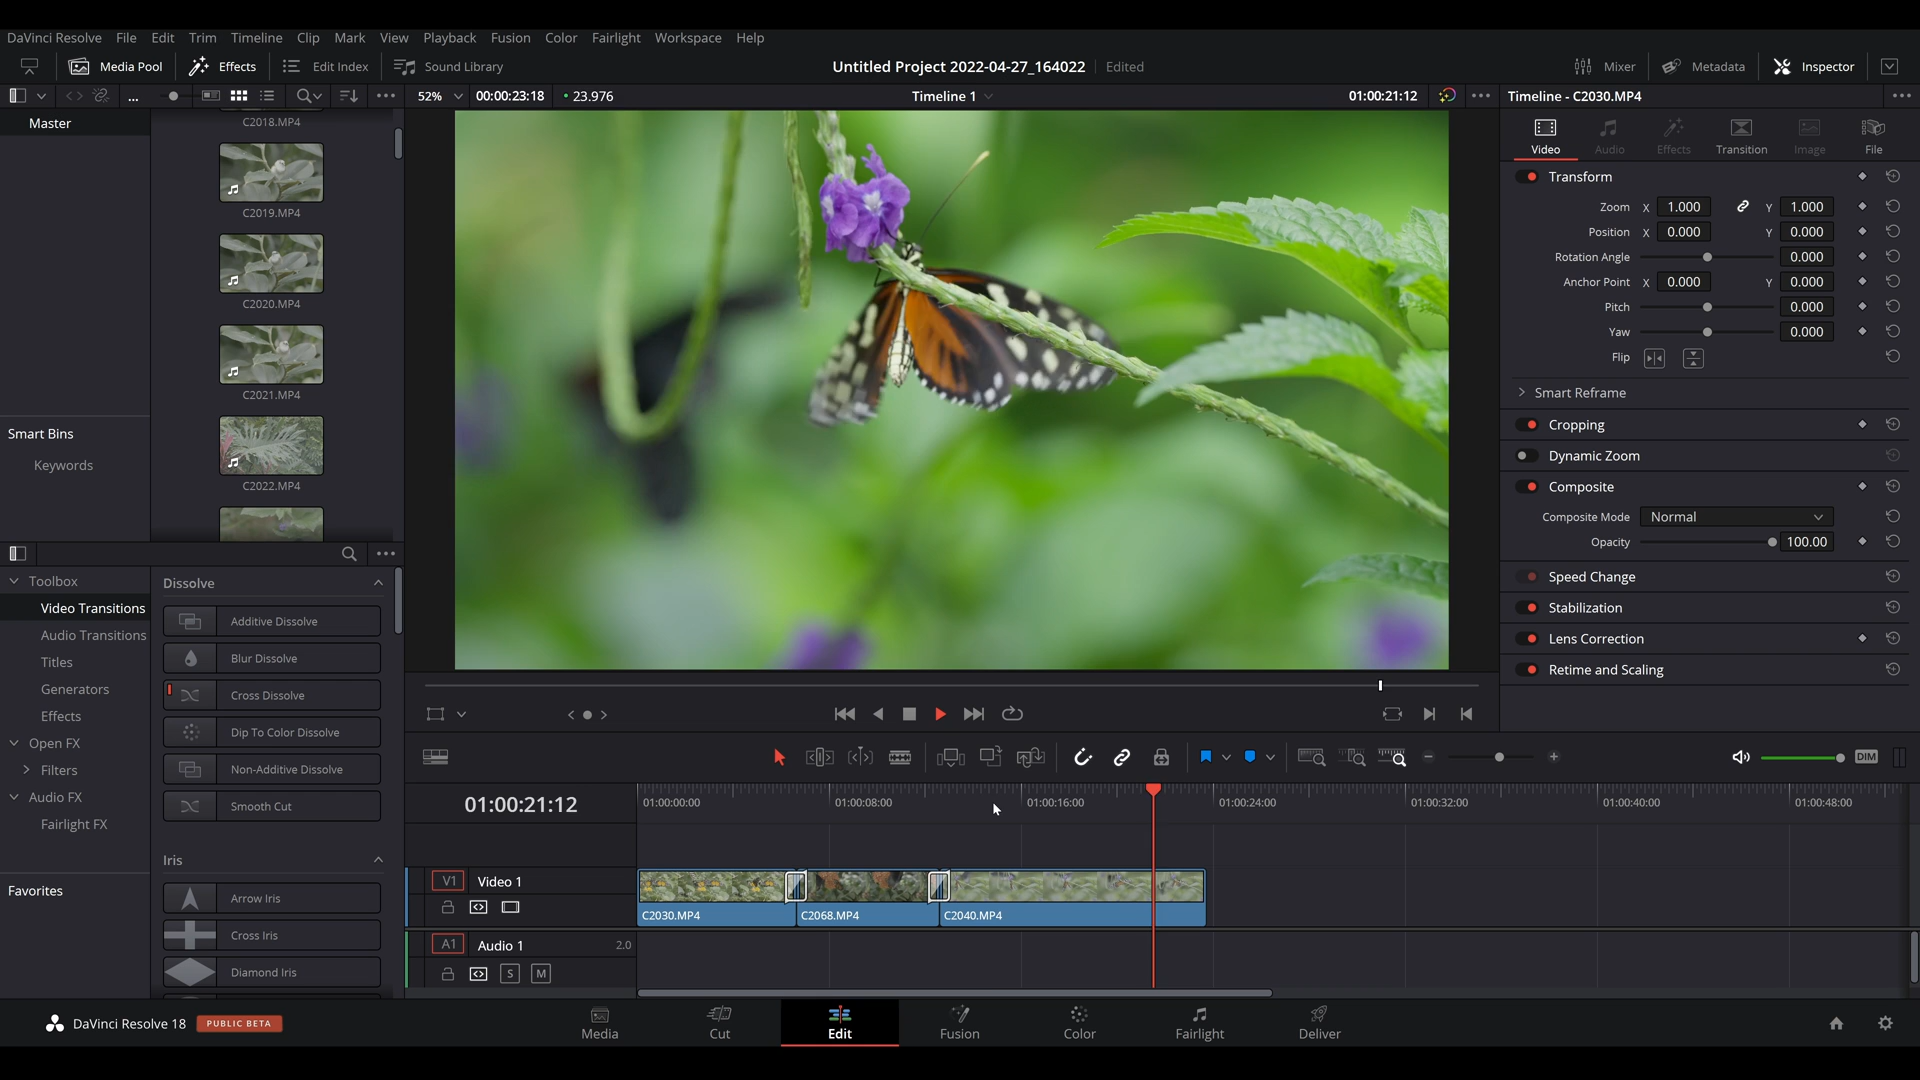 DaVinci Resolve File Edit Trim Timeline Clip Mark View Playback Fusion Color Fairlight Workspace Help
Media Pool Effects Edit Index Sound Library Untitled Project 2022-04-27_164022 Edited Mixer Metadata Inspector
... 52% 00:00:23:18 23.976 Timeline 1 01:00:21:12 Timeline - C2030.MP4
Master
C2018.MP4
C2019.MP4
C2020.MP4
C2021.MP4
C2022.MP4
Smart Bins
Keywords
Video Audio Effects Transition Image File
Transform
Zoom X 1.000 Y 1.000
Position X 0.000 Y 0.000
Rotation Angle 0.000
Anchor Point X 0.000 Y 0.000
Pitch 0.000
Yaw 0.000
Flip
Smart Reframe
Cropping
Dynamic Zoom
Composite
Composite Mode Normal
Opacity 100.00
Speed Change
Stabilization
Lens Correction
Retime and Scaling
Toolbox
Video Transitions
Audio Transitions
Titles
Generators
Effects
Open FX
Filters
Audio FX
Fairlight FX
Favorites
Dissolve
Additive Dissolve
Blur Dissolve
Cross Dissolve
Dip To Color Dissolve
Non-Additive Dissolve
Smooth Cut
Iris
Arrow Iris
Cross Iris
Diamond Iris
DIM
01:00:21:12 01:00:00:00 01:00:08:00 01:00:16:00 01:00:24:00 01:00:32:00 01:00:40:00 01:00:48:00
V1 Video 1
C2030.MP4 C2068.MP4 C2040.MP4
A1 Audio 1 2.0
S M
DaVinci Resolve 18 PUBLIC BETA
Media Cut Edit Fusion Color Fairlight Deliver